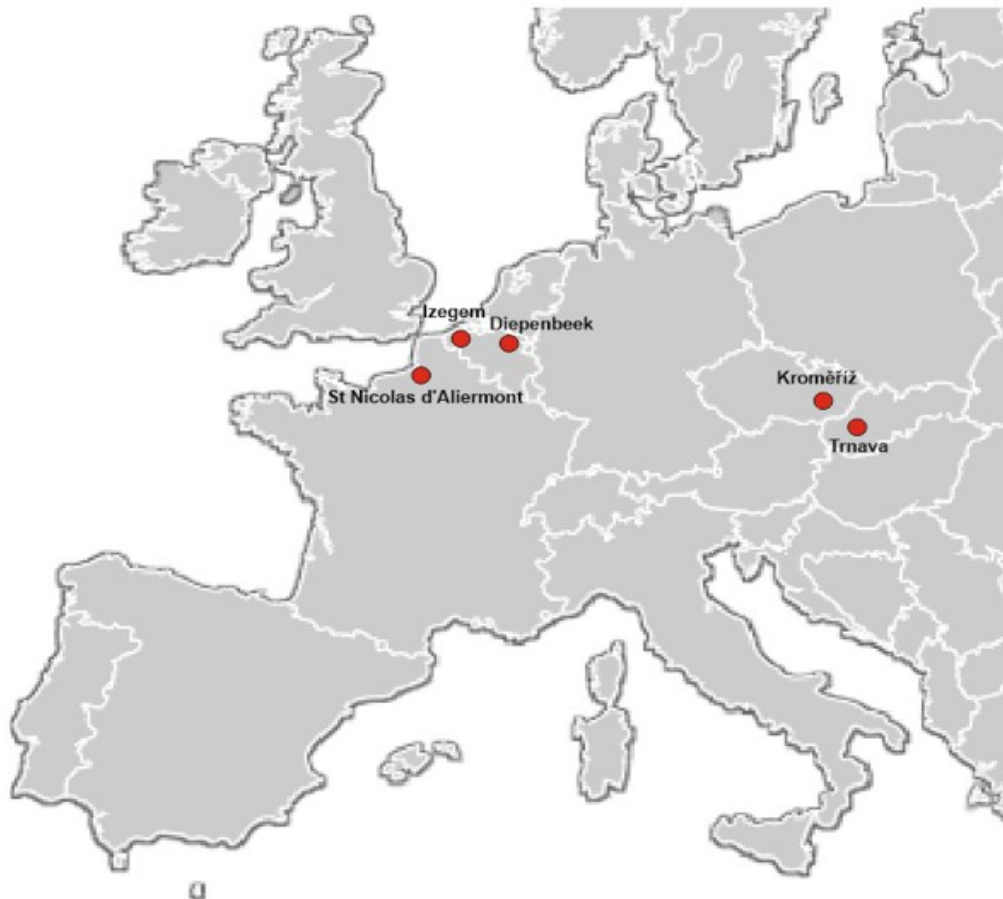 Izegem
Diepenbeek
St Nicolas d'Aliermont
Kroměříž
Trnava